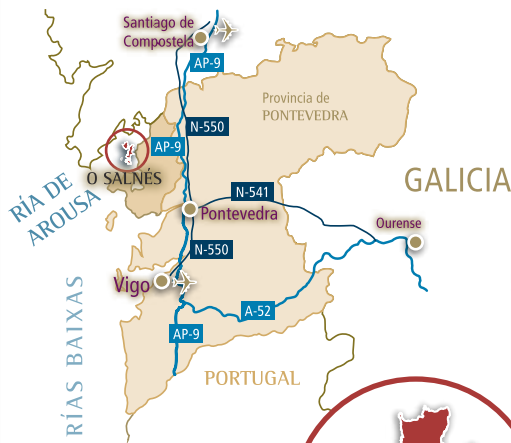 Santiago de
Compostela
AP-9
Provincia de
PONTEVEDRA
N-550
AP-9
O SALNÉS
RÍA DE
AROUSA
GALICIA
N-541
Pontevedra
Ourense
N-550
Vigo
A-52
RÍAS BAIXAS
AP-9
PORTUGAL